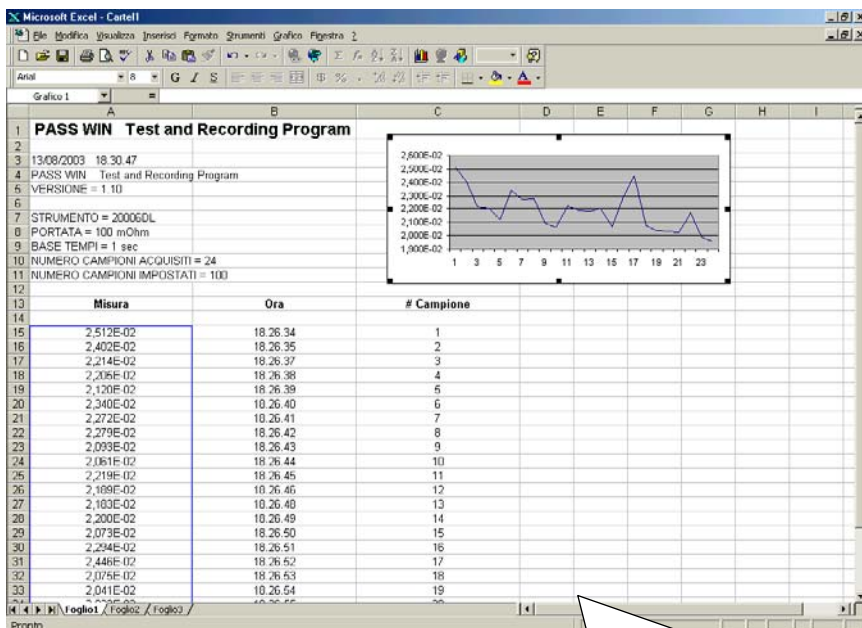 Microsoft Excel - Cartel1
File Modifica Visualizza Inserisci Formato Strumenti Grafico Finestra ?
Arial 8 G I S
Grafico 1 =
A B C D E F G H I
1 PASS WIN Test and Recording Program
2
3 13/08/2003 18.30.47
4 PASS WIN Test and Recording Program
5 VERSIONE = 1.10
6
7 STRUMENTO = 20006DL
8 PORTATA = 100 mOhm
9 BASE TEMPI = 1 sec
10 NUMERO CAMPIONI ACQUISITI = 24
11 NUMERO CAMPIONI IMPOSTATI = 100
12
2,600E-02
2,500E-02
2,400E-02
2,300E-02
2,200E-02
2,100E-02
2,000E-02
1,900E-02
1 3 5 7 9 11 13 15 17 19 21 23
13 Misura Ora # Campione
14
15 2,512E-02 18.26.34 1
16 2,402E-02 18.26.35 2
17 2,214E-02 18.26.37 3
18 2,205E-02 18.26.38 4
19 2,120E-02 18.26.39 5
20 2,340E-02 18.26.40 6
21 2,272E-02 18.26.41 7
22 2,279E-02 18.26.42 8
23 2,093E-02 18.26.43 9
24 2,061E-02 18.26.44 10
25 2,219E-02 18.26.45 11
26 2,189E-02 18.26.46 12
27 2,183E-02 18.26.48 13
28 2,200E-02 18.26.49 14
29 2,073E-02 18.26.50 15
30 2,294E-02 18.26.51 16
31 2,446E-02 18.26.52 17
32 2,075E-02 18.26.53 18
33 2,041E-02 18.26.54 19
Foglio1 Foglio2 Foglio3
Pronto